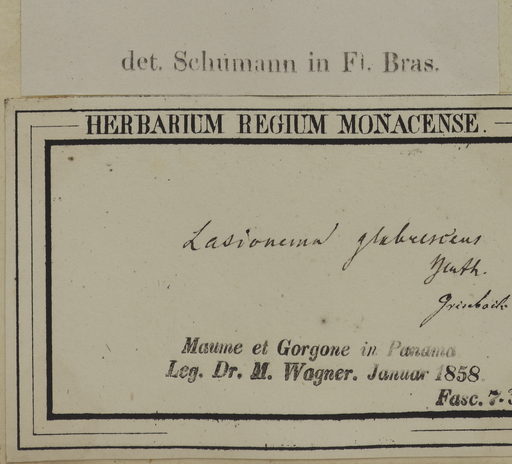 det. Schumann in Fl. Bras.
HERBARIUM REGIUM MONACENSE.
Lasionema glabrescens
Benth.
Grisebach
Maume et Gorgone in Panama
Leg. Dr. M. Wagner. Januar 1858
Fasc. 7.